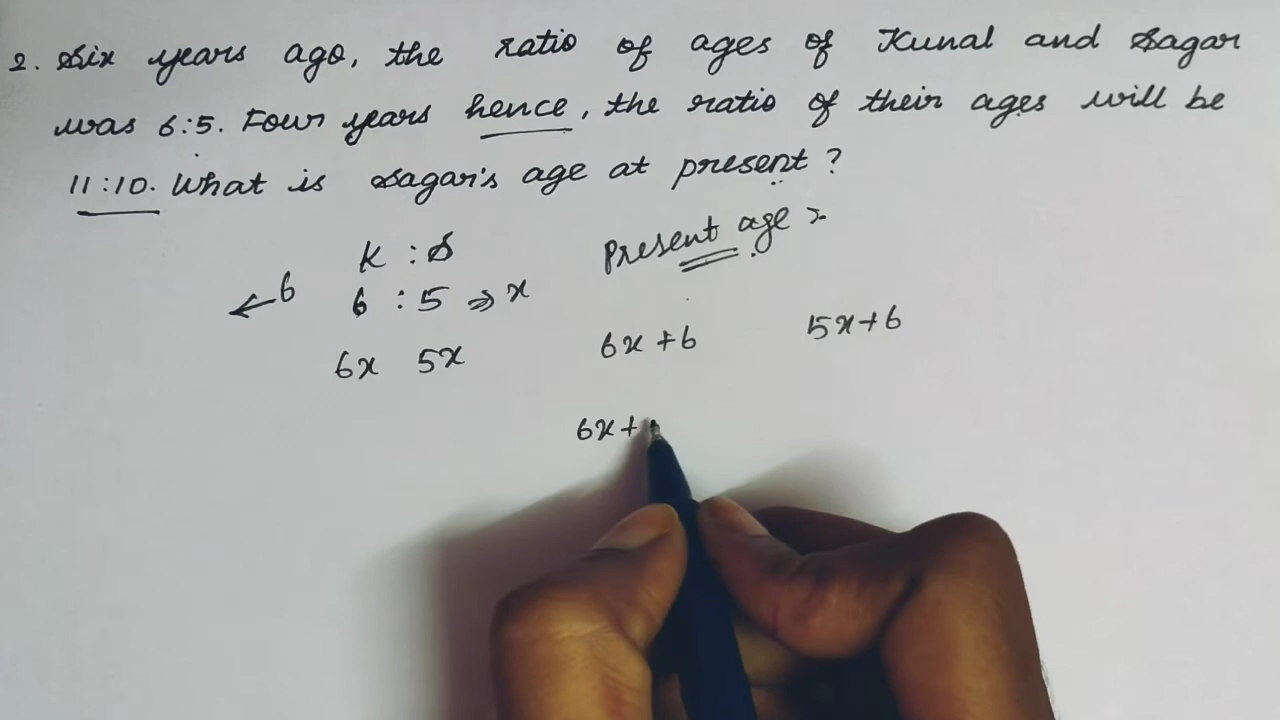 2. Six years ago, the ratio of ages of Kunal and Sagar
was 6:5. Four years hence, the ratio of their ages will be
11:10. What is Sagar's age at present?
K : S
Present age :-
← 6 6 : 5 ⇒ x
6x 5x
6x + 6 5x + 6
6x +